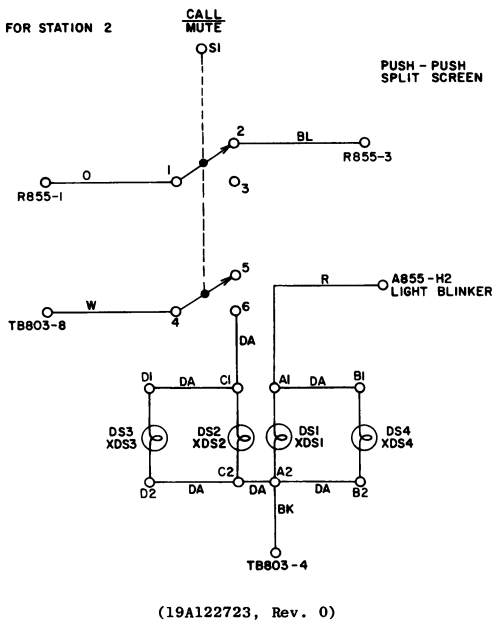 FOR STATION 2
CALL
MUTE
S1
PUSH - PUSH
SPLIT SCREEN
2
BL
R855-3
O
1
3
R855-1
5
R
A855-H2
LIGHT BLINKER
W
4
6
TB803-8
DA
D1
DA
C1
A1
DA
B1
DS3
XDS3
DS2
XDS2
DS1
XDS1
DS4
XDS4
D2
DA
C2
DA
A2
DA
B2
BK
TB803-4
(19A122723, Rev. 0)